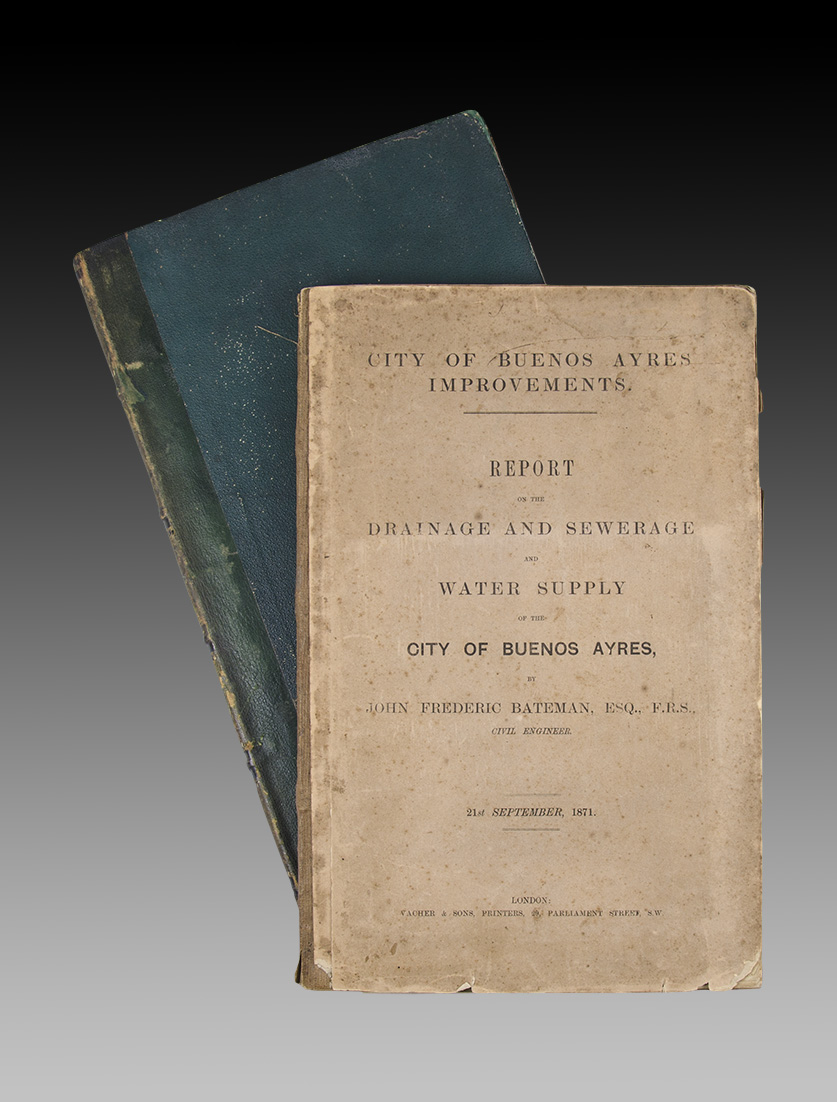 CITY OF BUENOS AYRES
IMPROVEMENTS.
REPORT
ON THE
DRAINAGE AND SEWERAGE
AND
WATER SUPPLY
OF THE
CITY OF BUENOS AYRES,
BY
JOHN FREDERIC BATEMAN, ESQ., F.R.S.,
CIVIL ENGINEER.
21st SEPTEMBER, 1871.
LONDON:
VACHER & SONS, PRINTERS, 29, PARLIAMENT STREET, S.W.